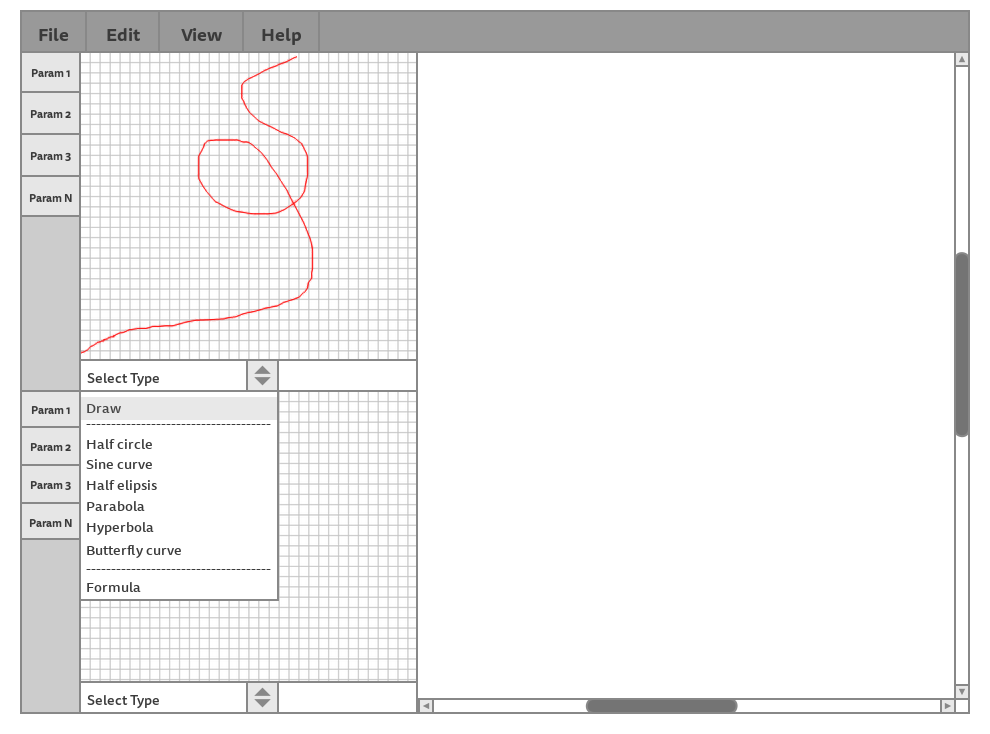 File Edit View Help
Param 1
Param 2
Param 3
Param N
Select Type
Param 1
Param 2
Param 3
Param N
Draw
-------------------------------------
Half circle
Sine curve
Half elipsis
Parabola
Hyperbola
Butterfly curve
-------------------------------------
Formula
Select Type